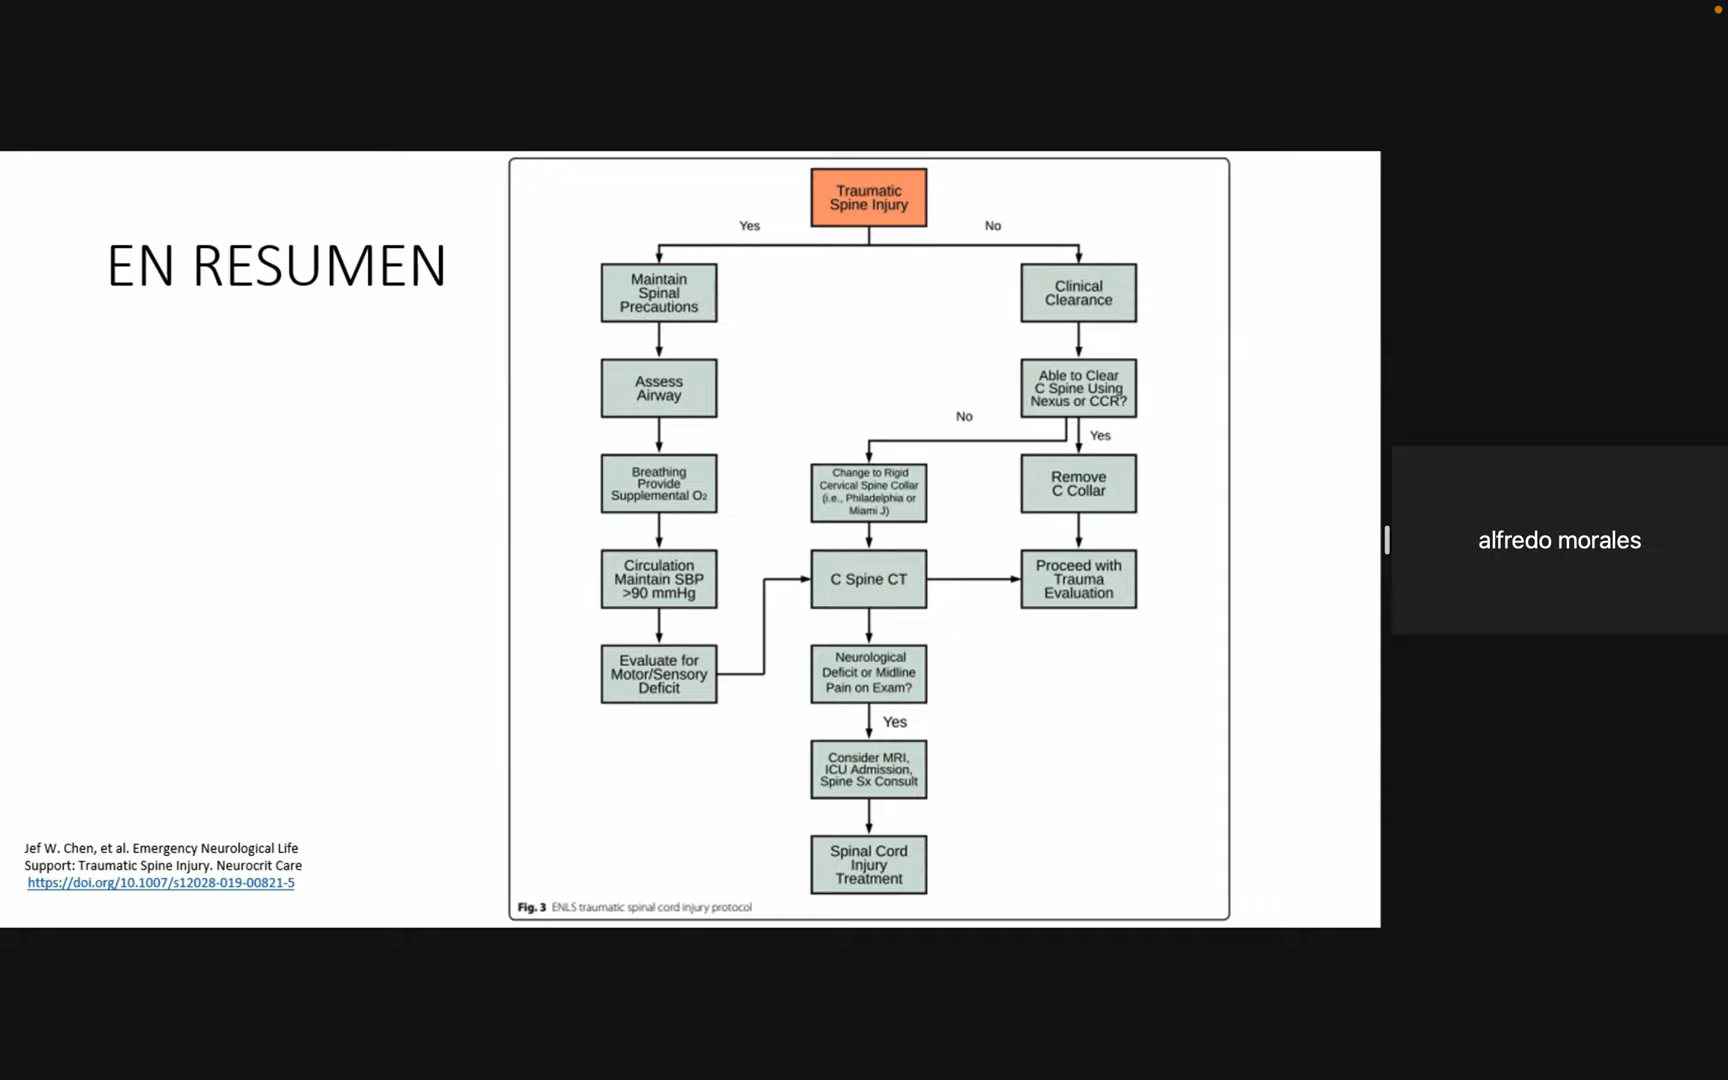 EN RESUMEN
Traumatic
Spine Injury
Yes
No
Maintain
Spinal
Precautions
Clinical
Clearance
Assess
Airway
Able to Clear
C Spine Using
Nexus or CCR?
No
Yes
Breathing
Provide
Supplemental O2
Change to Rigid
Cervical Spine Collar
(i.e., Philadelphia or
Miami J)
Remove
C Collar
Circulation
Maintain SBP
>90 mmHg
C Spine CT
Proceed with
Trauma
Evaluation
Evaluate for
Motor/Sensory
Deficit
Neurological
Deficit or Midline
Pain on Exam?
Yes
Consider MRI,
ICU Admission,
Spine Sx Consult
Spinal Cord
Injury
Treatment
Fig. 3 ENLS traumatic spinal cord injury protocol
Jef W. Chen, et al. Emergency Neurological Life
Support: Traumatic Spine Injury. Neurocrit Care
https://doi.org/10.1007/s12028-019-00821-5
alfredo morales